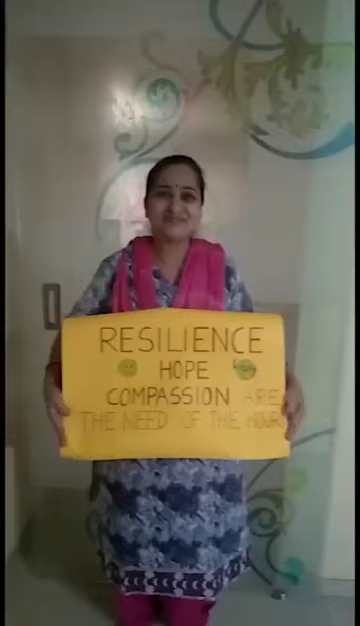 RESILIENCE
HOPE
COMPASSION ARE
THE NEED OF THE HOUR